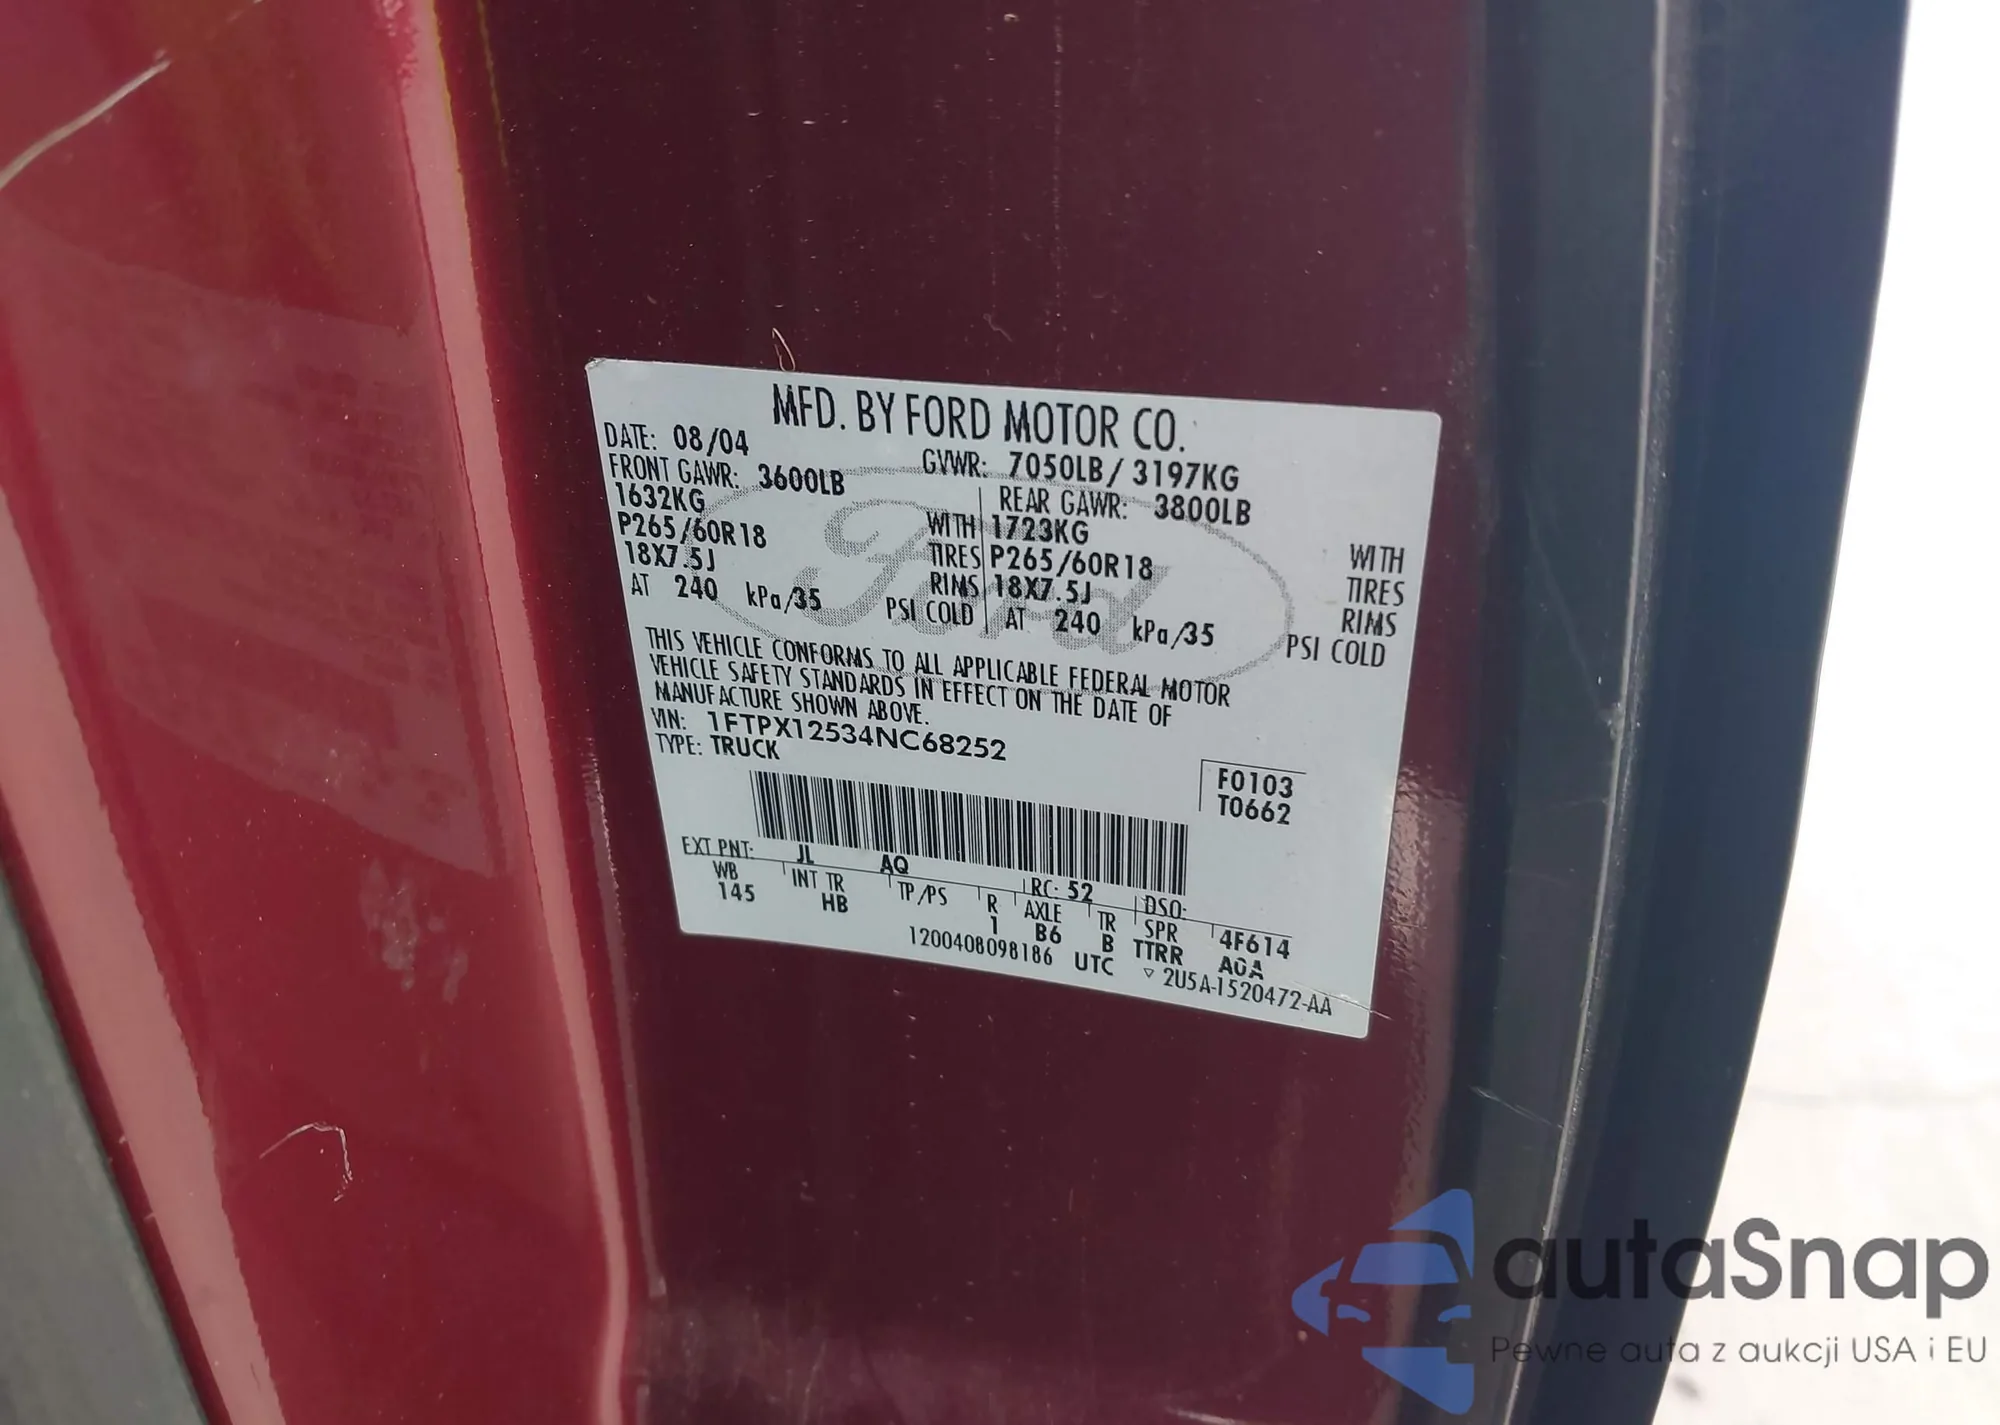 MFD. BY FORD MOTOR CO.
DATE: 08/04 GVWR: 7050LB/ 3197KG
FRONT GAWR: 3600LB REAR GAWR: 3800LB
1632KG WITH 1723KG WITH
P265/60R18 TIRES P265/60R18 TIRES
18X7.5J RIMS 18X7.5J RIMS
AT 240 kPa/35 PSI COLD AT 240 kPa/35 PSI COLD
Ford
THIS VEHICLE CONFORMS TO ALL APPLICABLE FEDERAL MOTOR
VEHICLE SAFETY STANDARDS IN EFFECT ON THE DATE OF
MANUFACTURE SHOWN ABOVE.
VIN: 1FTPX12534NC68252
TYPE: TRUCK
F0103
T0662
EXT PNT: JL AQ RC: 52 DSO:
WB INT TR TP/PS R AXLE TR SPR 4F614
145 HB 1 B6 B TTRR A0A
1200408098186 UTC ▽ 2U5A-1520472-AA
autaSnap
Pewne auta z aukcji USA i EU